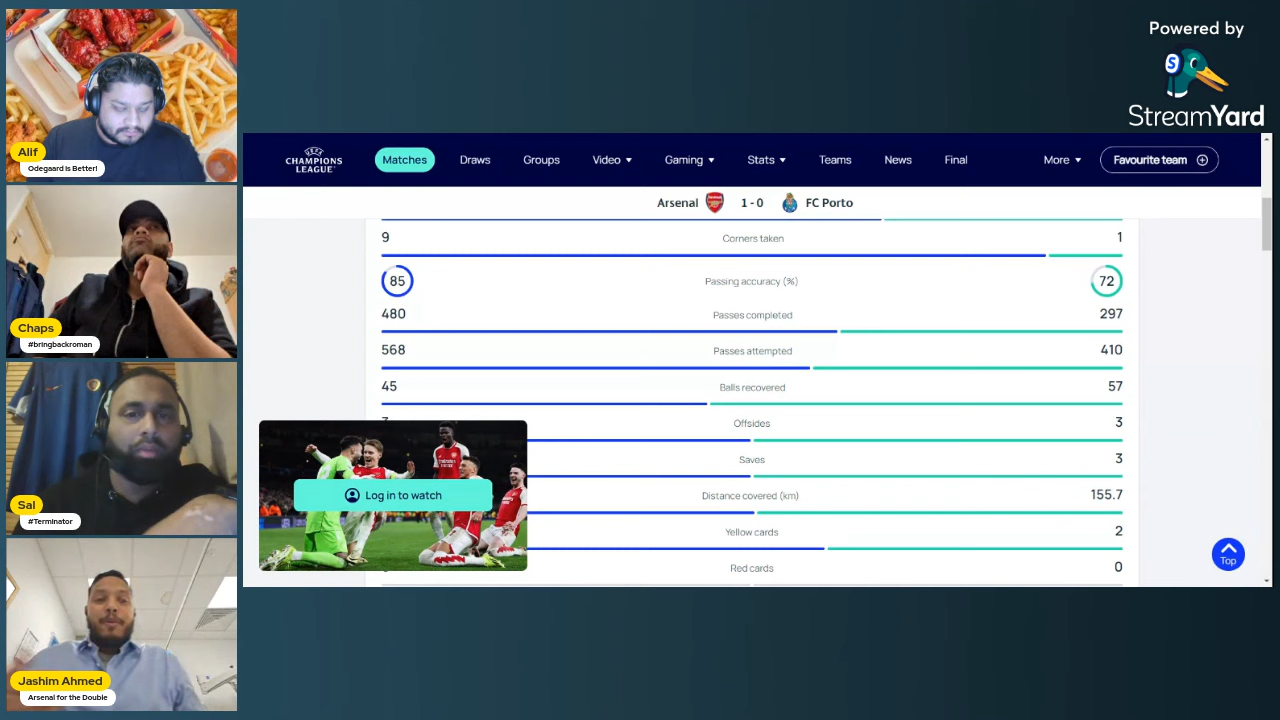 Powered by
StreamYard
Alif
Odegaard is Better!
Chaps
#bringbackroman
Sal
#Terminator
Jashim Ahmed
Arsenal for the Double
UEFA
CHAMPIONS
LEAGUE
Matches
Draws
Groups
Video
Gaming
Stats
Teams
News
Final
More
Favourite team
Arsenal 1 - 0 FC Porto
9 Corners taken 1
85 Passing accuracy (%) 72
480 Passes completed 297
568 Passes attempted 410
45 Balls recovered 57
Offsides 3
Saves 3
Distance covered (km) 155.7
Yellow cards 2
Red cards 0
Log in to watch
Top